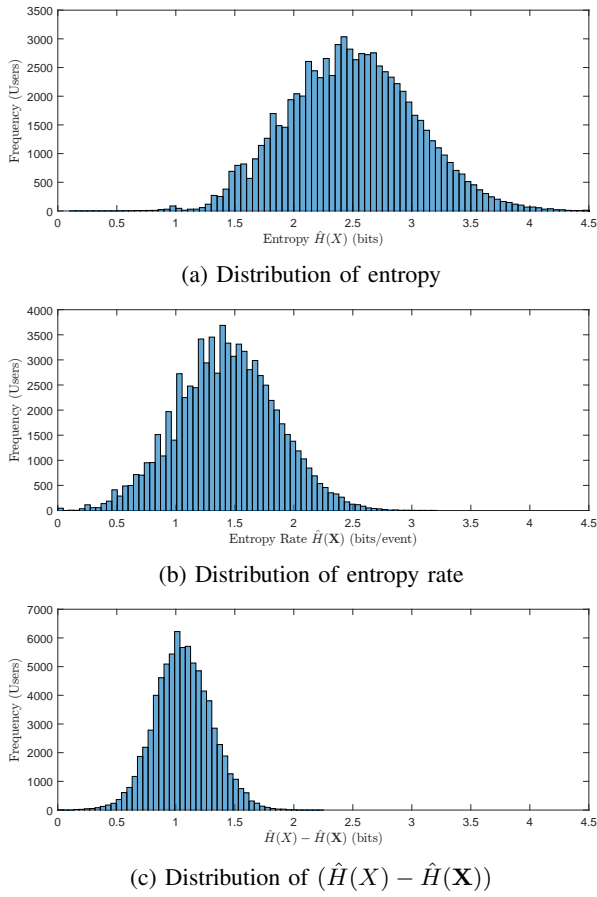 3500
3000
2500
2000
1500
1000
500
0
Frequency (Users)
0 0.5 1 1.5 2 2.5 3 3.5 4 4.5
Entropy Ĥ(X) (bits)
(a) Distribution of entropy
4000
3500
3000
2500
2000
1500
1000
500
0
Frequency (Users)
0 0.5 1 1.5 2 2.5 3 3.5 4 4.5
Entropy Rate Ĥ(𝐗) (bits/event)
(b) Distribution of entropy rate
7000
6000
5000
4000
3000
2000
1000
0
Frequency (Users)
0 0.5 1 1.5 2 2.5 3 3.5 4 4.5
Ĥ(X) − Ĥ(𝐗) (bits)
(c) Distribution of (Ĥ(X) − Ĥ(𝐗))